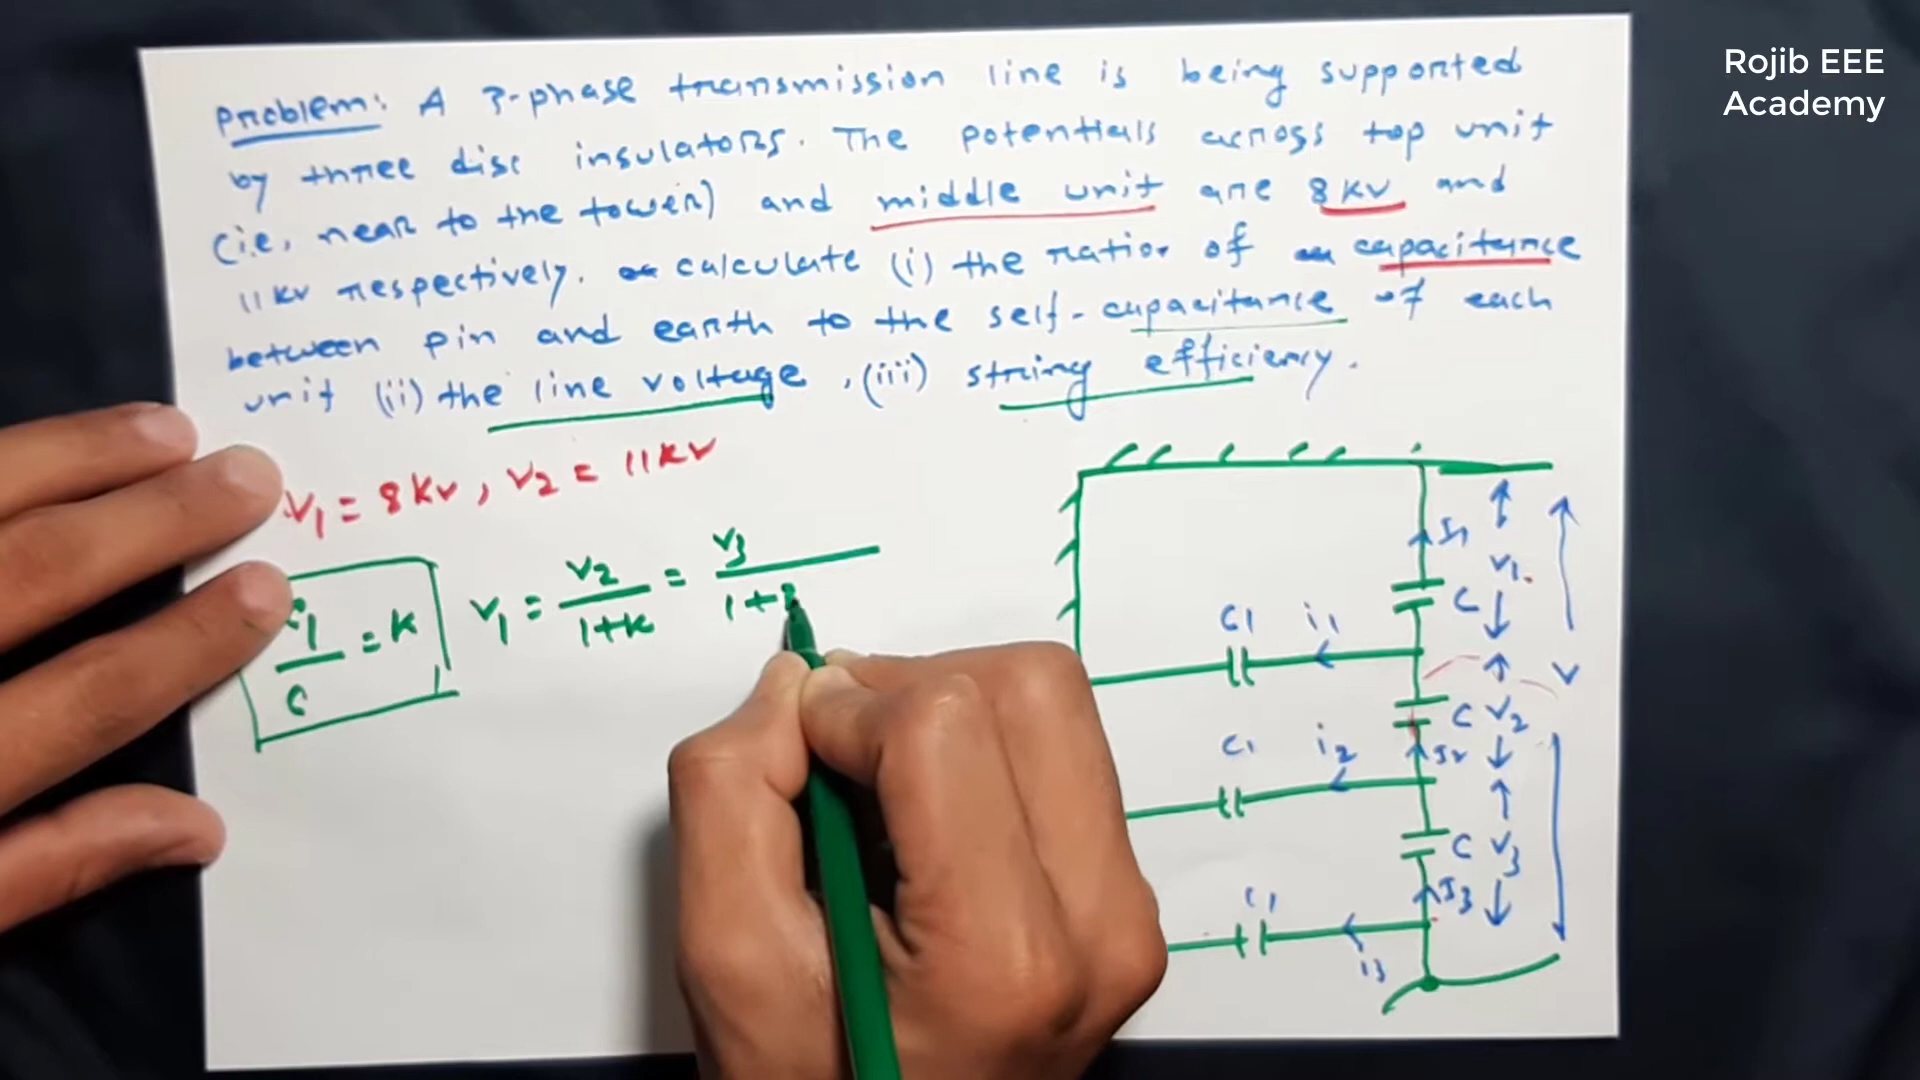 Rojib EEE
Academy
Problem: A 3-phase transmission line is being supported
by three disc insulators. The potentials across top unit
(i.e, near to the tower) and middle unit are 8 kv and
11 kv respectively. calculate (i) the ratio of capacitance
between pin and earth to the self-capacitance of each
unit (ii) the line voltage, (iii) string efficiency.
V1 = 8 kv, V2 = 11 kv
C1/C = K
V1 = V2/1+K = V3/1+3
I1
V1
C
C1 i1
V
C V2
C1 i2
I2
C V3
I3
C1
i3